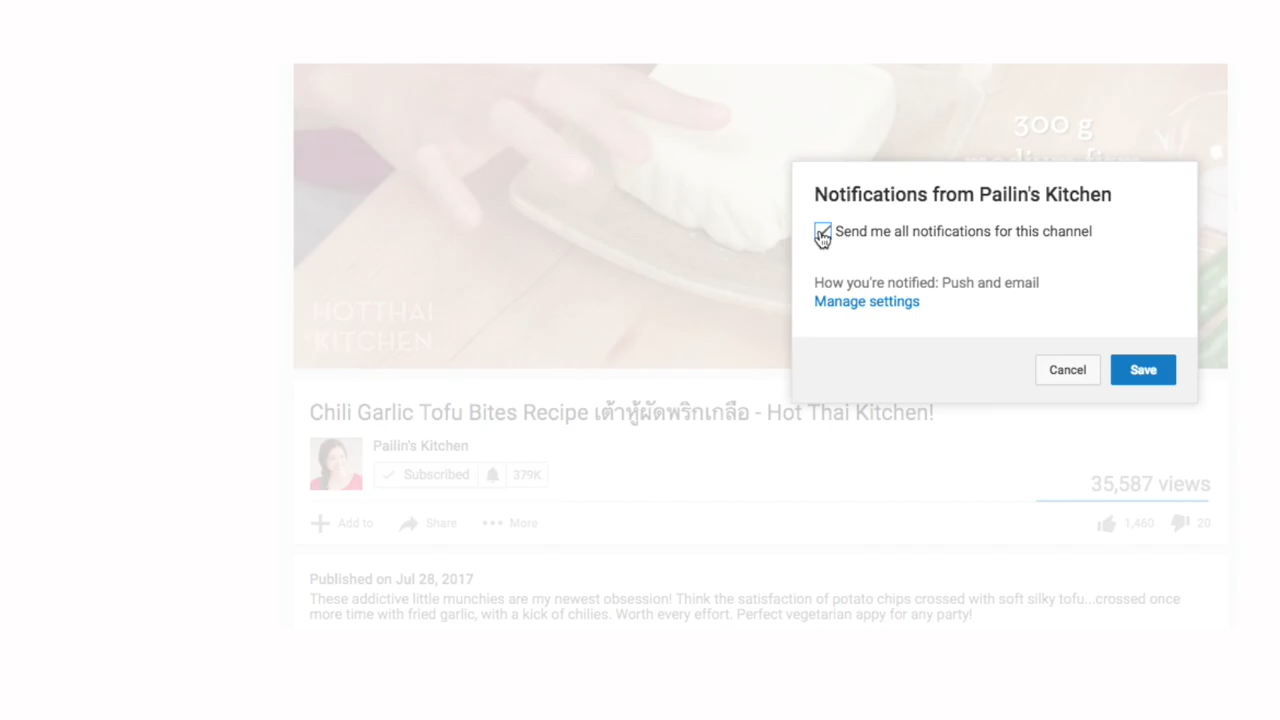 300 g
medium firm
Notifications from Pailin's Kitchen
Send me all notifications for this channel
How you're notified: Push and email
Manage settings
HOT THAI
KITCHEN
Cancel
Save
Chili Garlic Tofu Bites Recipe เต้าหู้ผัดพริกเกลือ - Hot Thai Kitchen!
Pailin's Kitchen
Subscribed 379K
35,587 views
Add to Share More 1,460 20
Published on Jul 28, 2017
These addictive little munchies are my newest obsession! Think the satisfaction of potato chips crossed with soft silky tofu...crossed once
more time with fried garlic, with a kick of chilies. Worth every effort. Perfect vegetarian appy for any party!